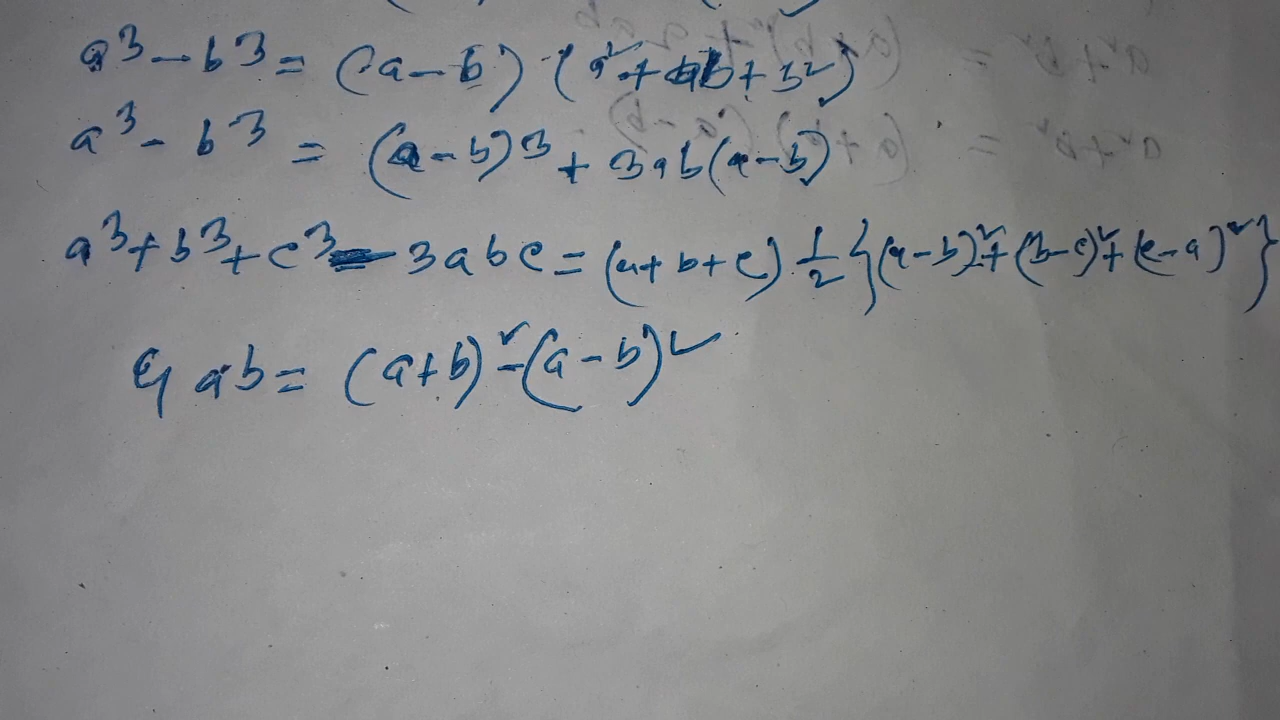 a³ - b³ = (a - b) (a² + ab + b²)
a³ - b³ = (a - b)³ + 3ab(a - b)
a³ + b³ + c³ - 3abc = (a + b + c) 1/2 {(a - b)² + (b - c)² + (c - a)²}
4ab = (a + b)² - (a - b)²